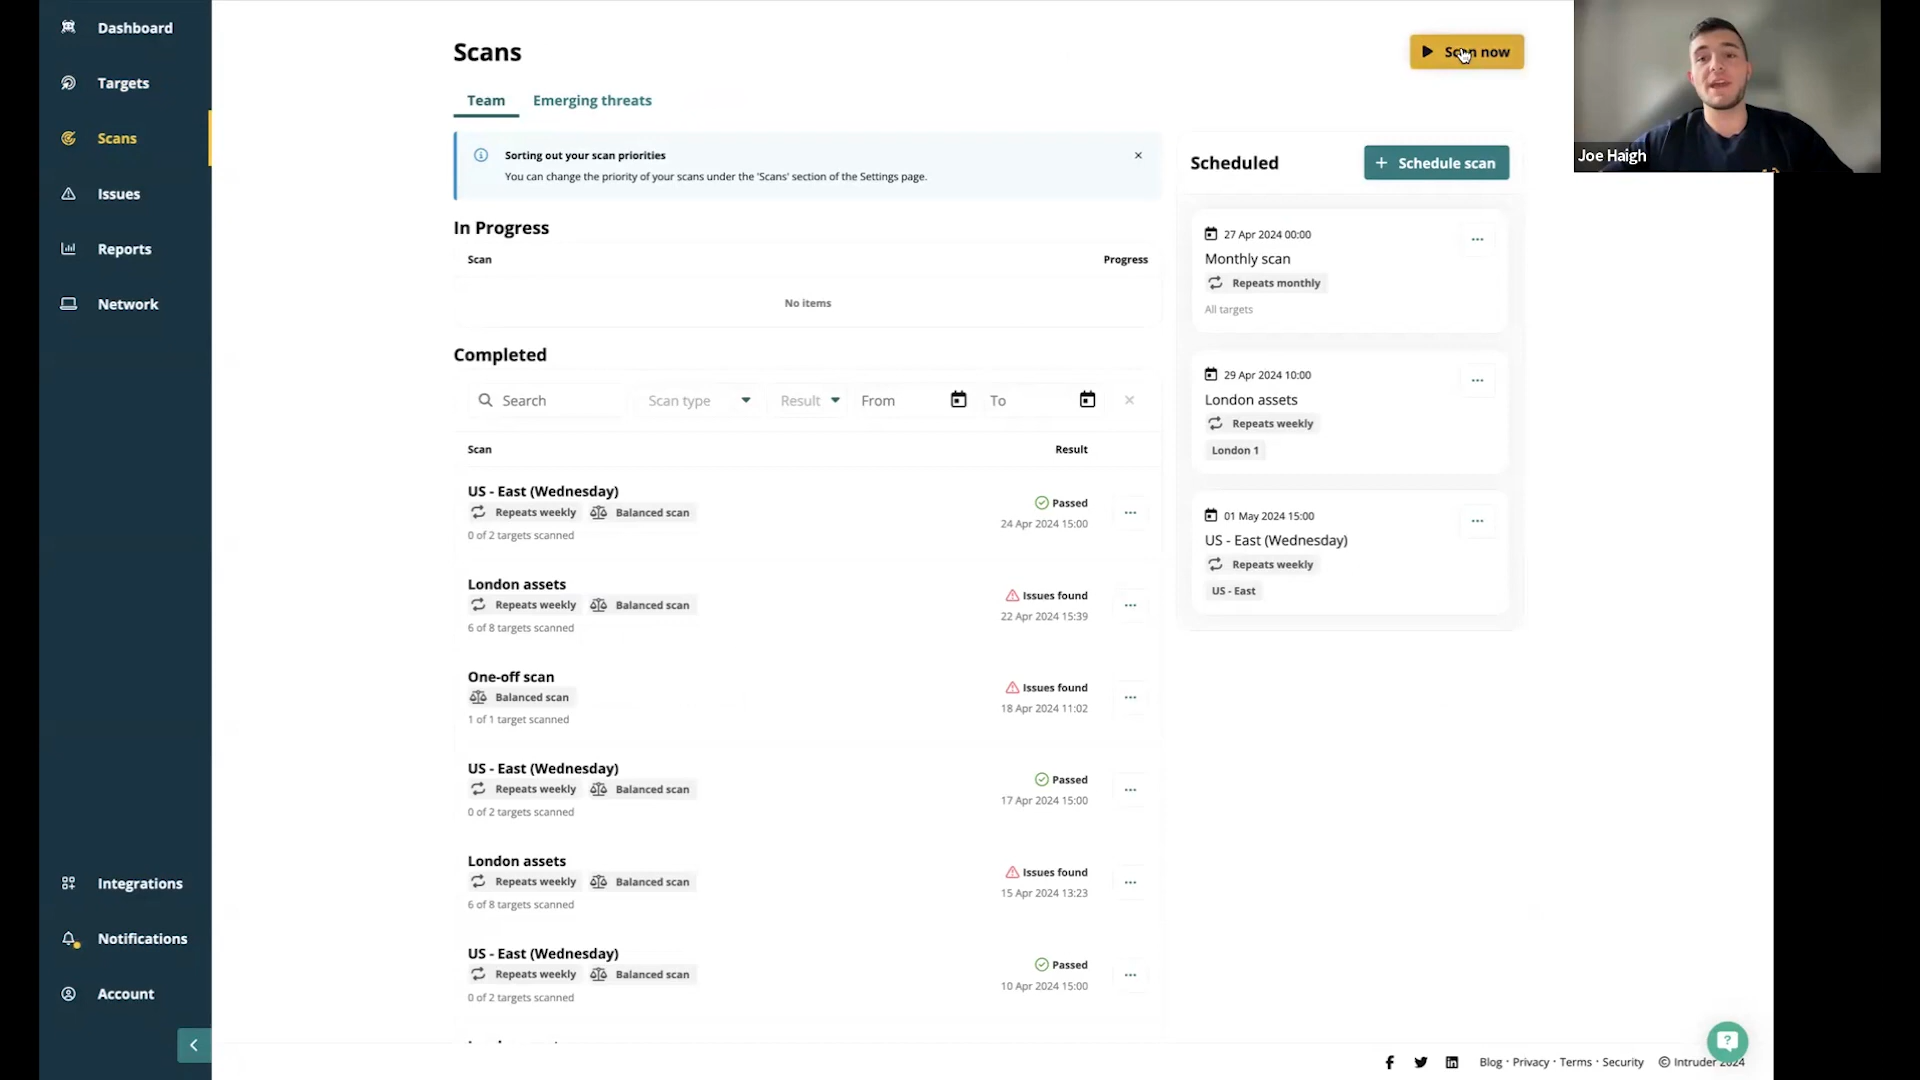 Dashboard
Targets
Scans
Issues
Reports
Network
Integrations
Notifications
Account
Scans
Scan now
Team
Emerging threats
Sorting out your scan priorities
You can change the priority of your scans under the 'Scans' section of the Settings page.
In Progress
Scan
Progress
No items
Completed
Search
Scan type
Result
From
To
Scan
Result
US - East (Wednesday)
Repeats weekly
Balanced scan
0 of 2 targets scanned
Passed
24 Apr 2024 15:00
London assets
Repeats weekly
Balanced scan
6 of 8 targets scanned
Issues found
22 Apr 2024 15:39
One-off scan
Balanced scan
1 of 1 target scanned
Issues found
18 Apr 2024 11:02
US - East (Wednesday)
Repeats weekly
Balanced scan
0 of 2 targets scanned
Passed
17 Apr 2024 15:00
London assets
Repeats weekly
Balanced scan
6 of 8 targets scanned
Issues found
15 Apr 2024 13:23
US - East (Wednesday)
Repeats weekly
Balanced scan
0 of 2 targets scanned
Passed
10 Apr 2024 15:00
Scheduled
+ Schedule scan
27 Apr 2024 00:00
Monthly scan
Repeats monthly
All targets
29 Apr 2024 10:00
London assets
Repeats weekly
London 1
01 May 2024 15:00
US - East (Wednesday)
Repeats weekly
US - East
Joe Haigh
Blog · Privacy · Terms · Security
© Intruder 2024